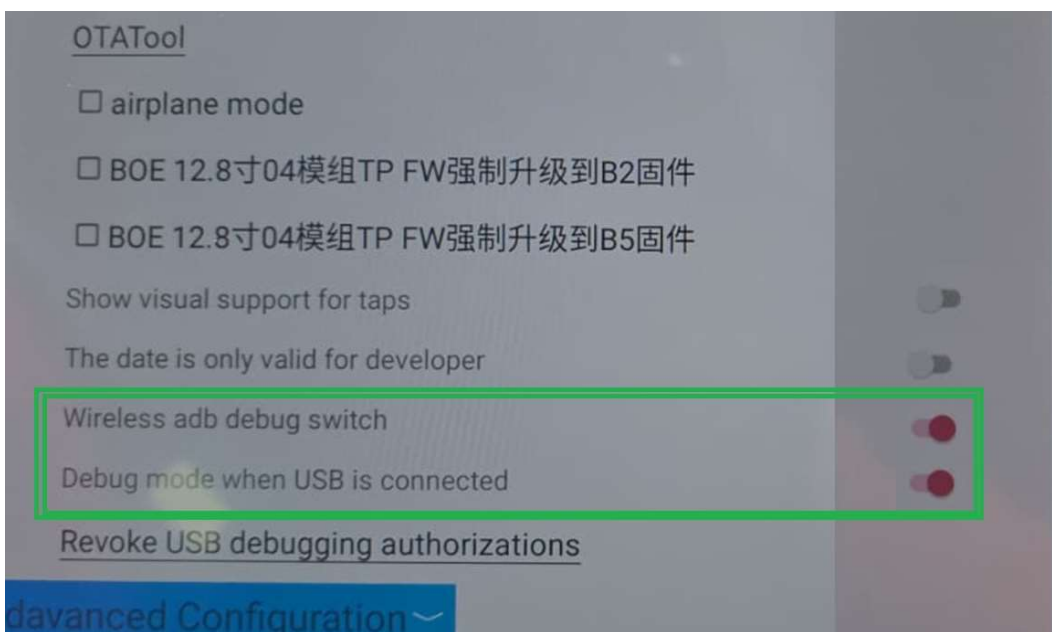 OTATool
airplane mode
BOE 12.8寸04模组TP FW强制升级到B2固件
BOE 12.8寸04模组TP FW强制升级到B5固件
Show visual support for taps
The date is only valid for developer
Wireless adb debug switch
Debug mode when USB is connected
Revoke USB debugging authorizations
davanced Configuration